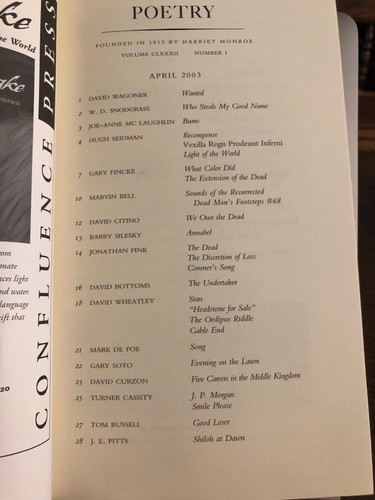 ke
he World
ake
CONFLUENCE PRESS
om
mate
nces light
nd water.
language
ift that
20
POETRY
FOUNDED IN 1912 BY HARRIET MONROE
VOLUME CLXXXII NUMBER 1
APRIL 2003
1 DAVID WAGONER Wanted
2 W. D. SNODGRASS Who Steals My Good Name
3 JOE-ANNE MC LAUGHLIN Bums
4 HUGH SEIDMAN Recompense
Vexilla Regis Prodeunt Inferni
Light of the World
7 GARY FINCKE What Color Did
The Extension of the Dead
10 MARVIN BELL Sounds of the Resurrected
Dead Man's Footsteps #68
12 DAVID CITINO We Owe the Dead
13 BARRY SILESKY Annabel
14 JONATHAN FINK The Dead
The Discretion of Loss
Coroner's Song
16 DAVID BOTTOMS The Undertaker
18 DAVID WHEATLEY Stan
"Headstone for Sale"
The Oedipus Riddle
Gable End
21 MARK DE FOE Song
22 GARY SOTO Evening on the Lawn
23 DAVID CURZON Five Careers in the Middle Kingdom
25 TURNER CASSITY J. P. Morgan
Smile Please
27 TOM RUSSELL Good Loser
28 J. E. PITTS Shiloh at Dawn